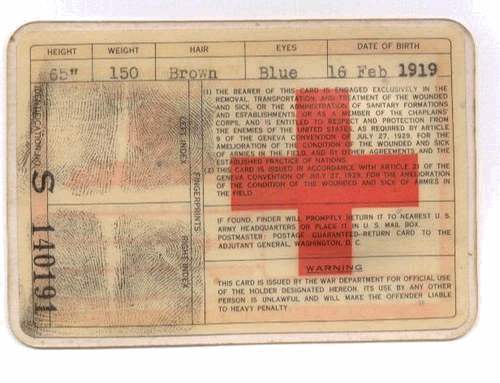 HEIGHT WEIGHT HAIR EYES DATE OF BIRTH
65" 150 Brown Blue 16 Feb 1919
(1) THE BEARER OF THIS CARD IS ENGAGED EXCLUSIVELY IN THE
REMOVAL, TRANSPORTATION, AND TREATMENT OF THE WOUNDED
AND SICK, OR THE ADMINISTRATION OF SANITARY FORMATIONS
AND ESTABLISHMENTS, OR AS A MEMBER OF THE CHAPLAINS'
CORPS, AND IS ENTITLED TO RESPECT AND PROTECTION FROM
THE ENEMIES OF THE UNITED STATES, AS REQUIRED BY ARTICLE
9 OF THE GENEVA CONVENTION OF JULY 27, 1929, FOR THE
AMELIORATION OF THE CONDITION OF THE WOUNDED AND SICK
OF ARMIES IN THE FIELD, AND BY OTHER AGREEMENTS AND THE
ESTABLISHED PRACTICE OF NATIONS.
(2) THIS CARD IS ISSUED IN ACCORDANCE WITH ARTICLE 21 OF THE
GENEVA CONVENTION OF JULY 27, 1929, FOR THE AMELIORATION
OF THE CONDITION OF THE WOUNDED AND SICK OF ARMIES IN
THE FIELD.
IF FOUND, FINDER WILL PROMPTLY RETURN IT TO NEAREST U. S.
ARMY HEADQUARTERS OR PLACE IT IN U. S. MAIL BOX.
POSTMASTER: POSTAGE GUARANTEED—RETURN CARD TO THE
ADJUTANT GENERAL, WASHINGTON, D. C.
WARNING
THIS CARD IS ISSUED BY THE WAR DEPARTMENT FOR OFFICIAL USE
OF THE HOLDER DESIGNATED HEREON. ITS USE BY ANY OTHER
PERSON IS UNLAWFUL AND WILL MAKE THE OFFENDER LIABLE
TO HEAVY PENALTY
IDENTIFICATION NO.
S 140191
LEFT INDEX
FINGERPRINTS
RIGHT INDEX